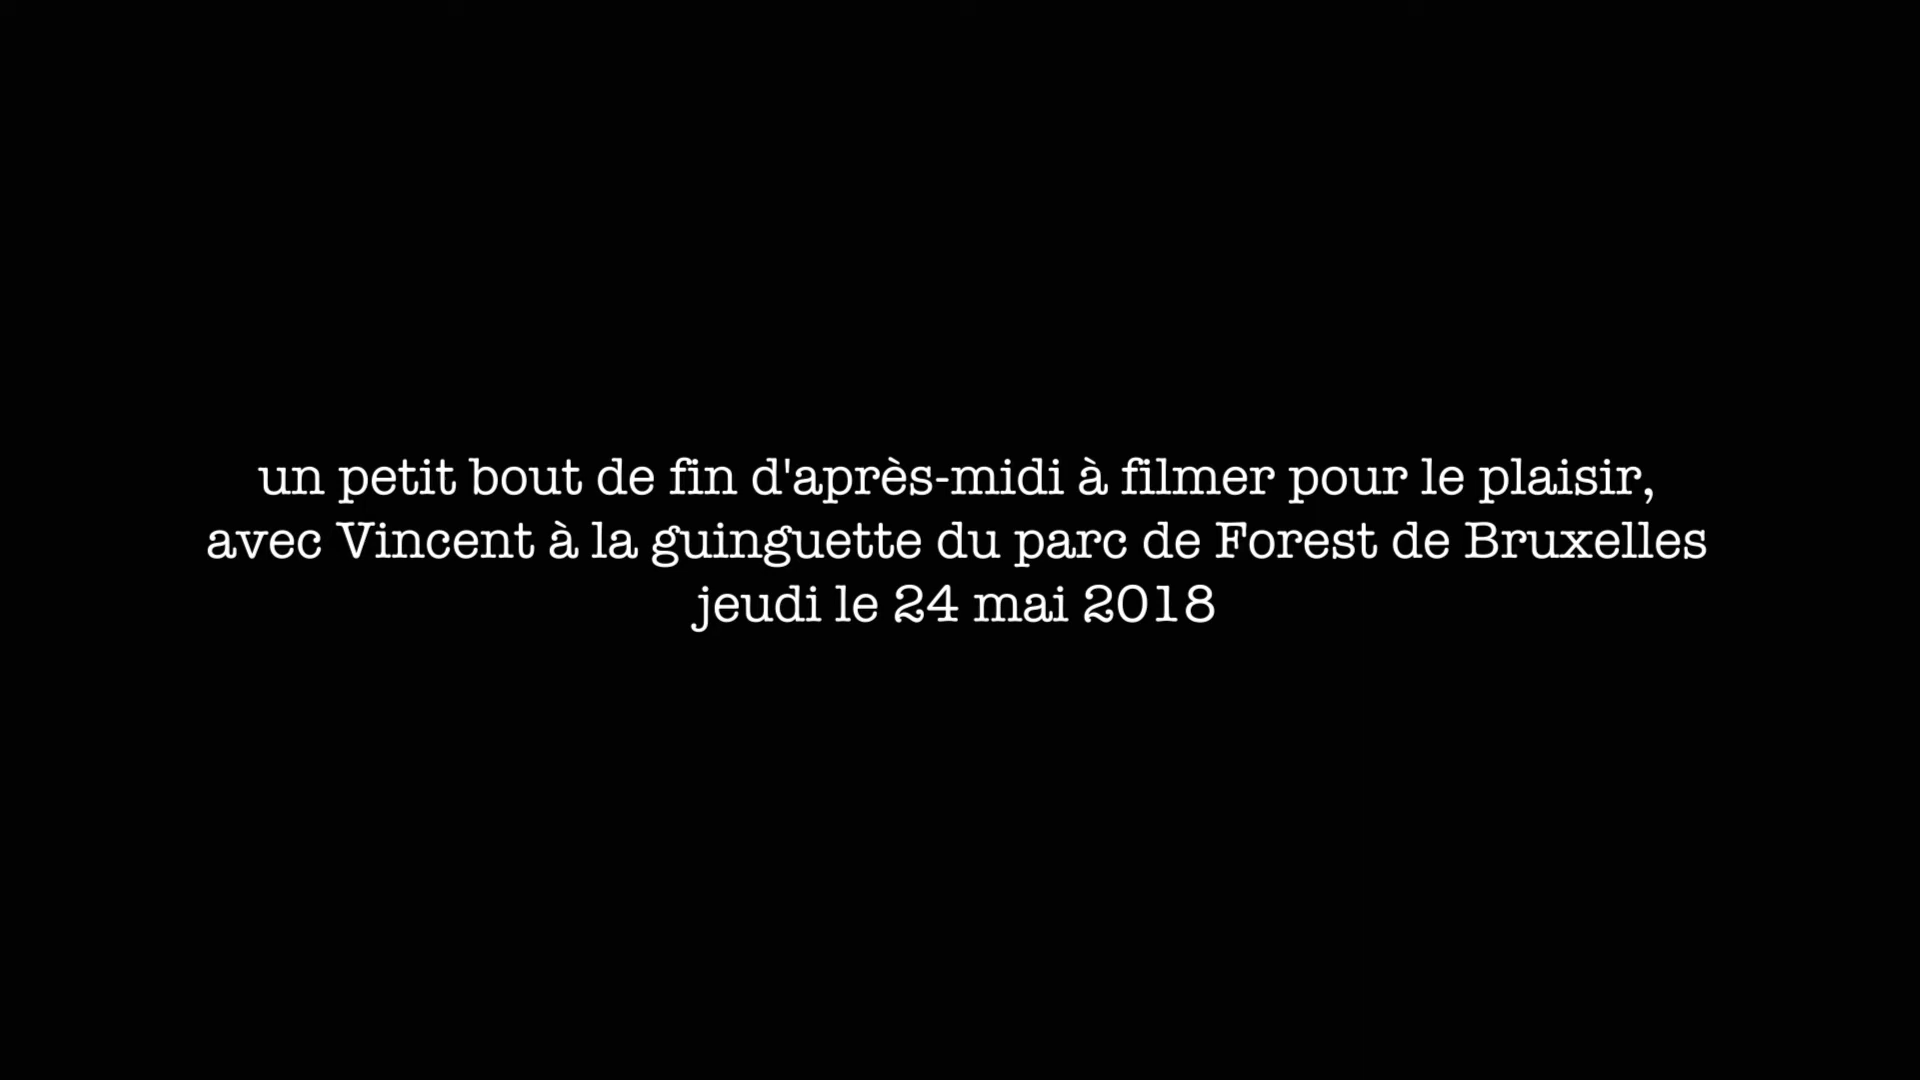 un petit bout de fin d'après-midi à filmer pour le plaisir,
avec Vincent à la guinguette du parc de Forest de Bruxelles
jeudi le 24 mai 2018